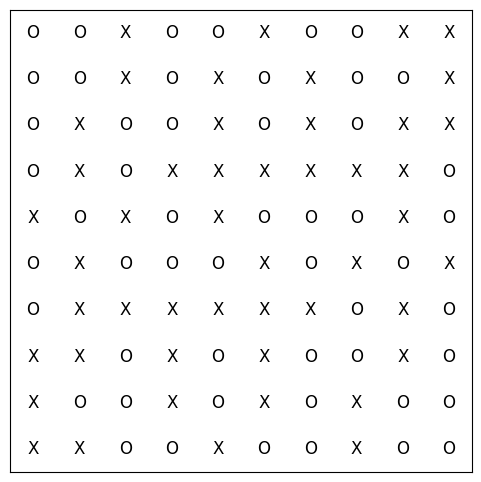 O O X O O X O O X X
O O X O X O X O O X
O X O O X O X O X X
O X O X X X X X X O
X O X O X O O O X O
O X O O O X O X O X
O X X X X X X O X O
X X O X O X O O X O
X O O X O X O X O O
X X O O X O O X O O